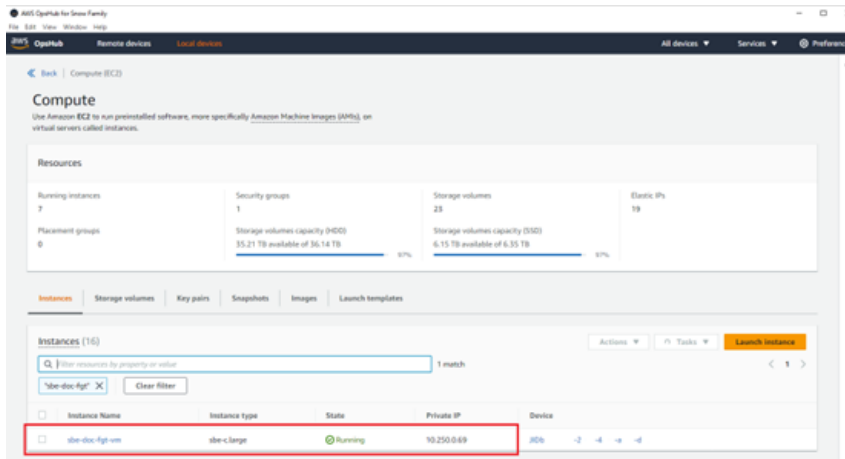 AWS OpsHub for Snow Family
File Edit View Window Help
aws OpsHub Remote devices Local devices All devices ▼ Services ▼ Preferenc
Back | Compute (EC2)
Compute
Use Amazon EC2 to run preinstalled software, more specifically Amazon Machine Images (AMIs), on
virtual servers called instances.
Resources
Running instances Security groups Storage volumes Elastic IPs
7 1 23 19
Placement groups Storage volumes capacity (HDD) Storage volumes capacity (SSD)
0 35.21 TB available of 36.14 TB 6.15 TB available of 6.35 TB
97% 97%
Instances Storage volumes Key pairs Snapshots Images Launch templates
Instances (16) Actions ▼ Tasks ▼ Launch instance
Filter resources by property or value 1 match < 1 >
"sbe-doc-fgt" X Clear filter
Instance Name Instance type State Private IP Device
sbe-doc-fgt-vm sbe-c.large Running 10.250.0.69